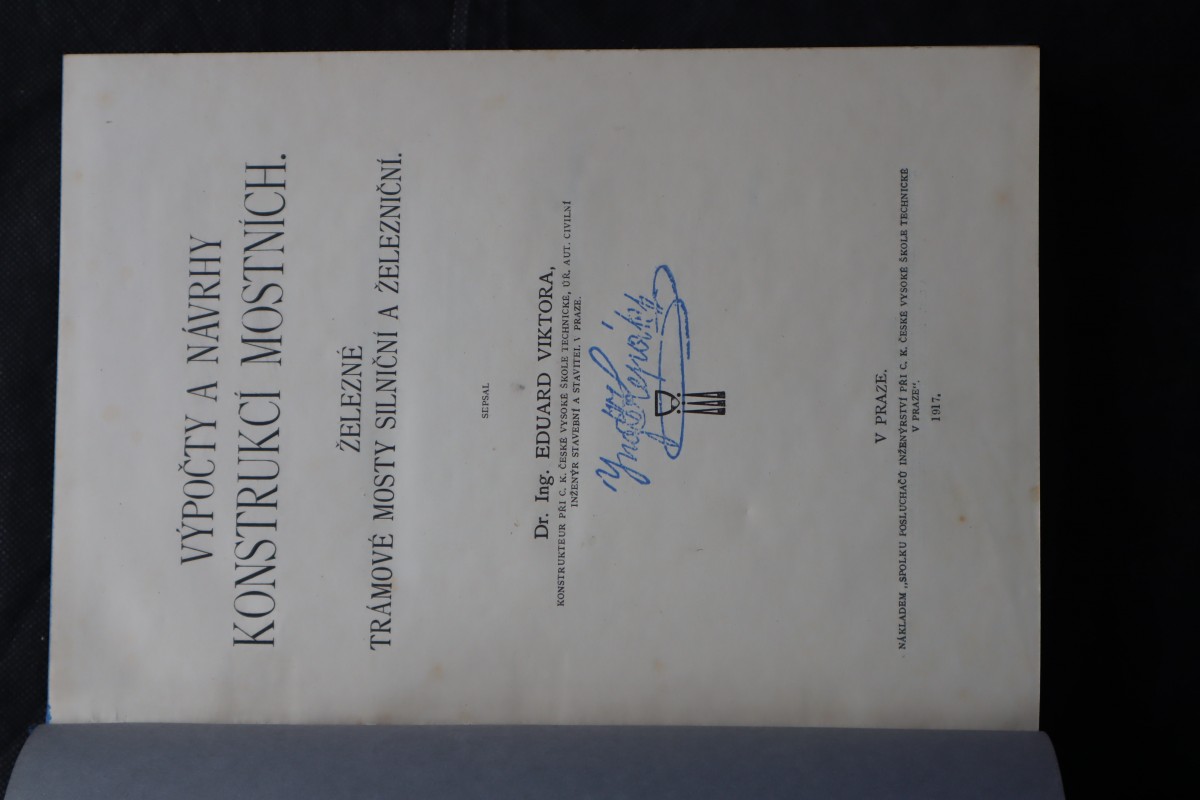 VÝPOČTY A NÁVRHY
KONSTRUKCÍ MOSTNÍCH.
ŽELEZNÉ
TRÁMOVÉ MOSTY SILNIČNÍ A ŽELEZNIČNÍ.
SEPSAL
Dr. Ing. EDUARD VIKTORA,
KONSTRUKTEUR PŘI C. K. ČESKÉ VYSOKÉ ŠKOLE TECHNICKÉ, ÚŘ. AUT. CIVILNÍ
INŽENÝR STAVEBNÍ A STAVITEL V PRAZE.
V PRAZE.
NÁKLADEM „SPOLKU POSLUCHAČŮ INŽENÝRSTVÍ PŘI C. K. ČESKÉ VYSOKÉ ŠKOLE TECHNICKÉ
V PRAZE“.
1917.